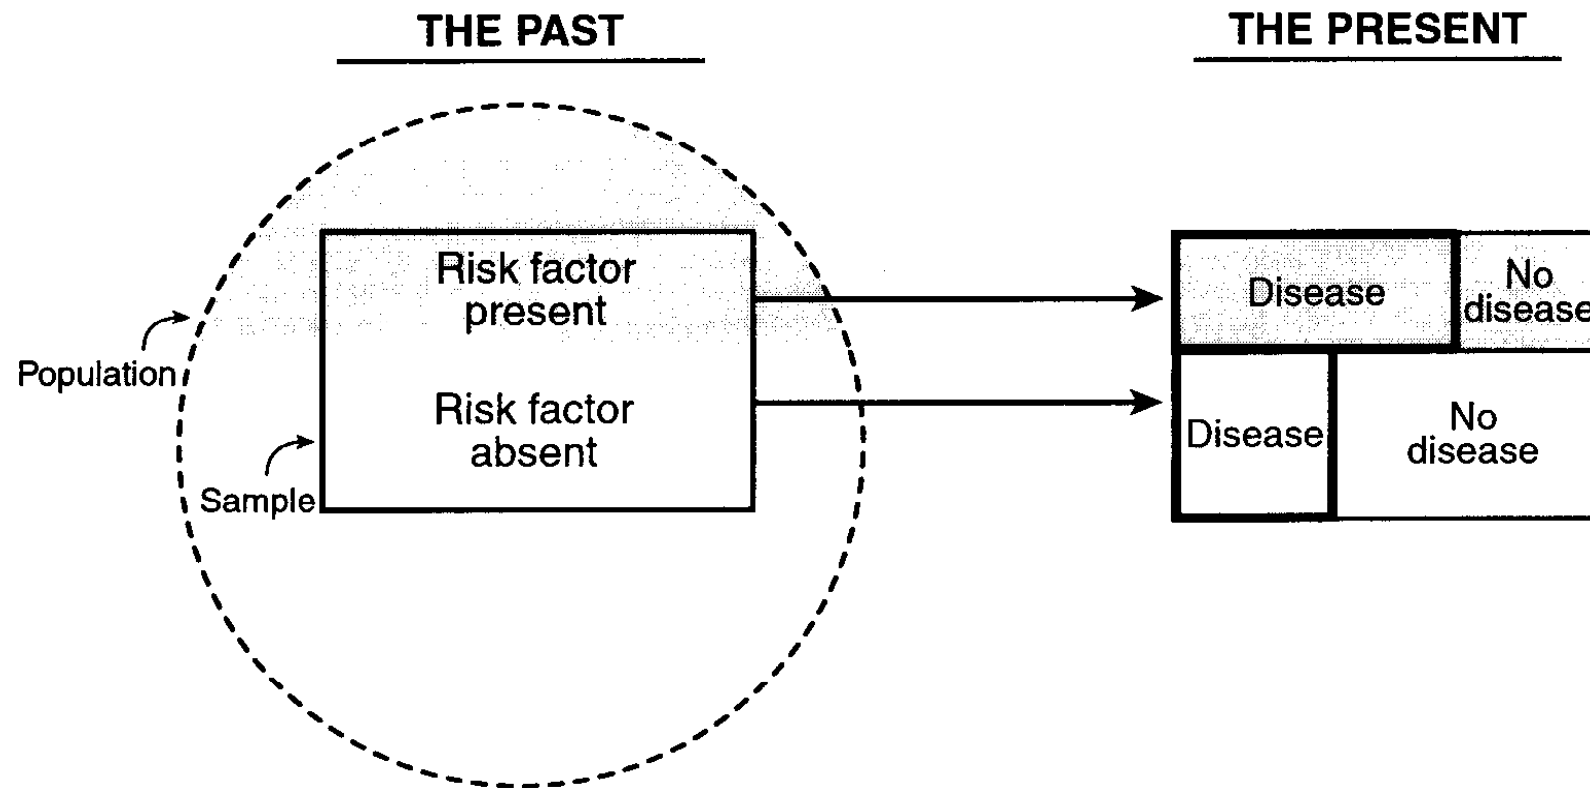 THE PAST
THE PRESENT
Risk factor
present
Disease
No
disease
Population
Risk factor
absent
Disease
No
disease
Sample